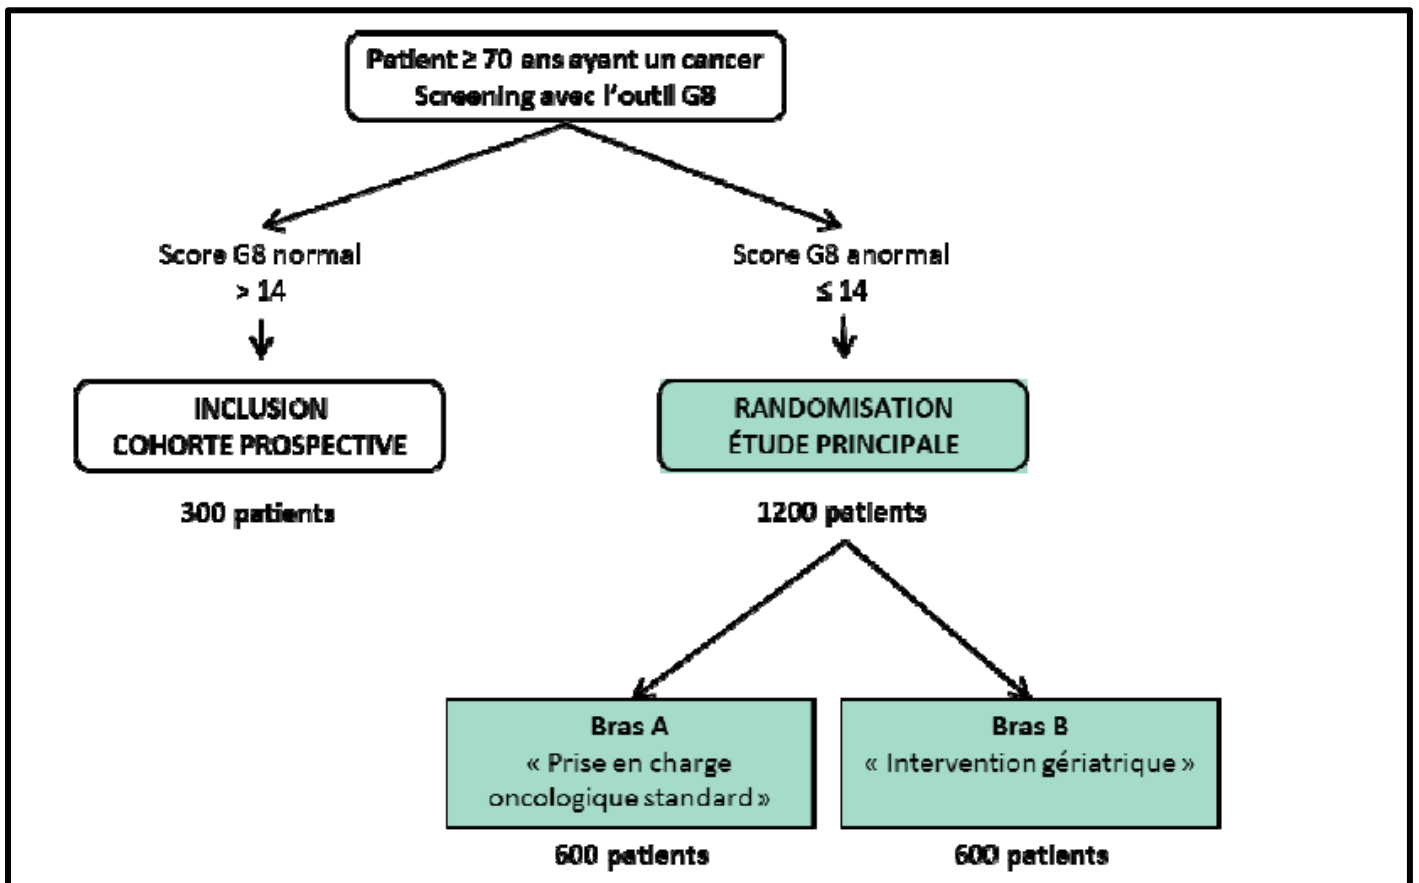 Patient ≥ 70 ans ayant un cancer
Screening avec l'outil G8
Score G8 normal
> 14
Score G8 anormal
≤ 14
INCLUSION
COHORTE PROSPECTIVE
RANDOMISATION
ÉTUDE PRINCIPALE
300 patients
1200 patients
Bras A
« Prise en charge
oncologique standard »
Bras B
« Intervention gériatrique »
600 patients
600 patients